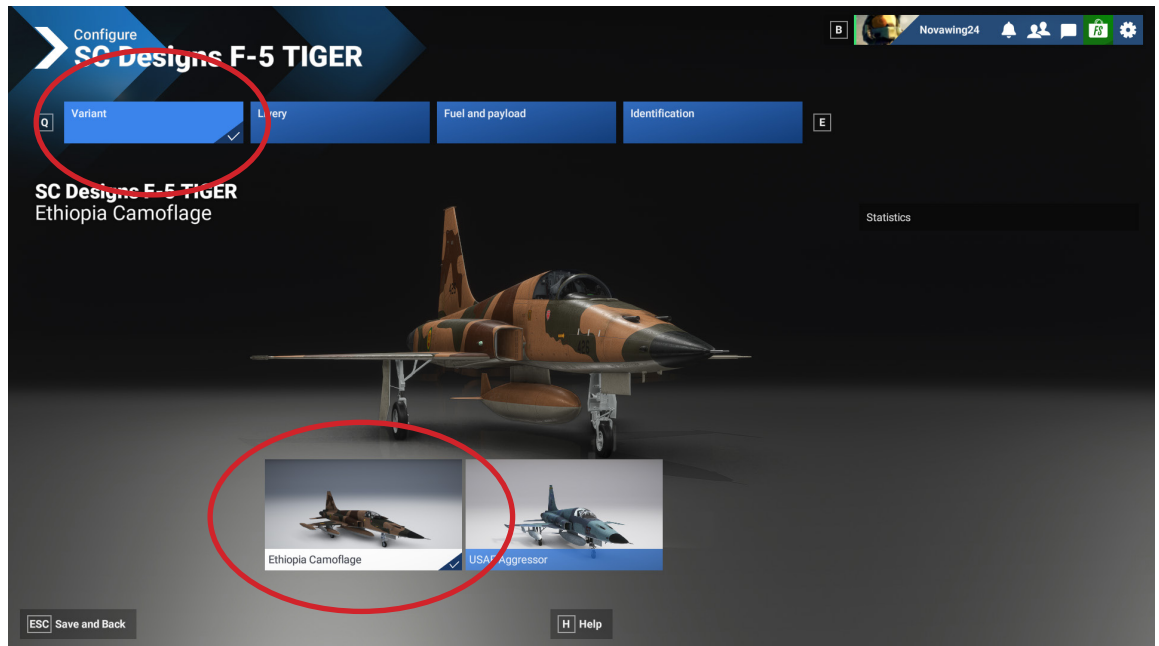 Configure
SC Designs F-5 TIGER
B
Novawing24
FS
Q
Variant
Livery
Fuel and payload
Identification
E
SC Designs F-5 TIGER
Ethiopia Camoflage
Statistics
Ethiopia Camoflage
USAF Aggressor
ESC Save and Back
H Help